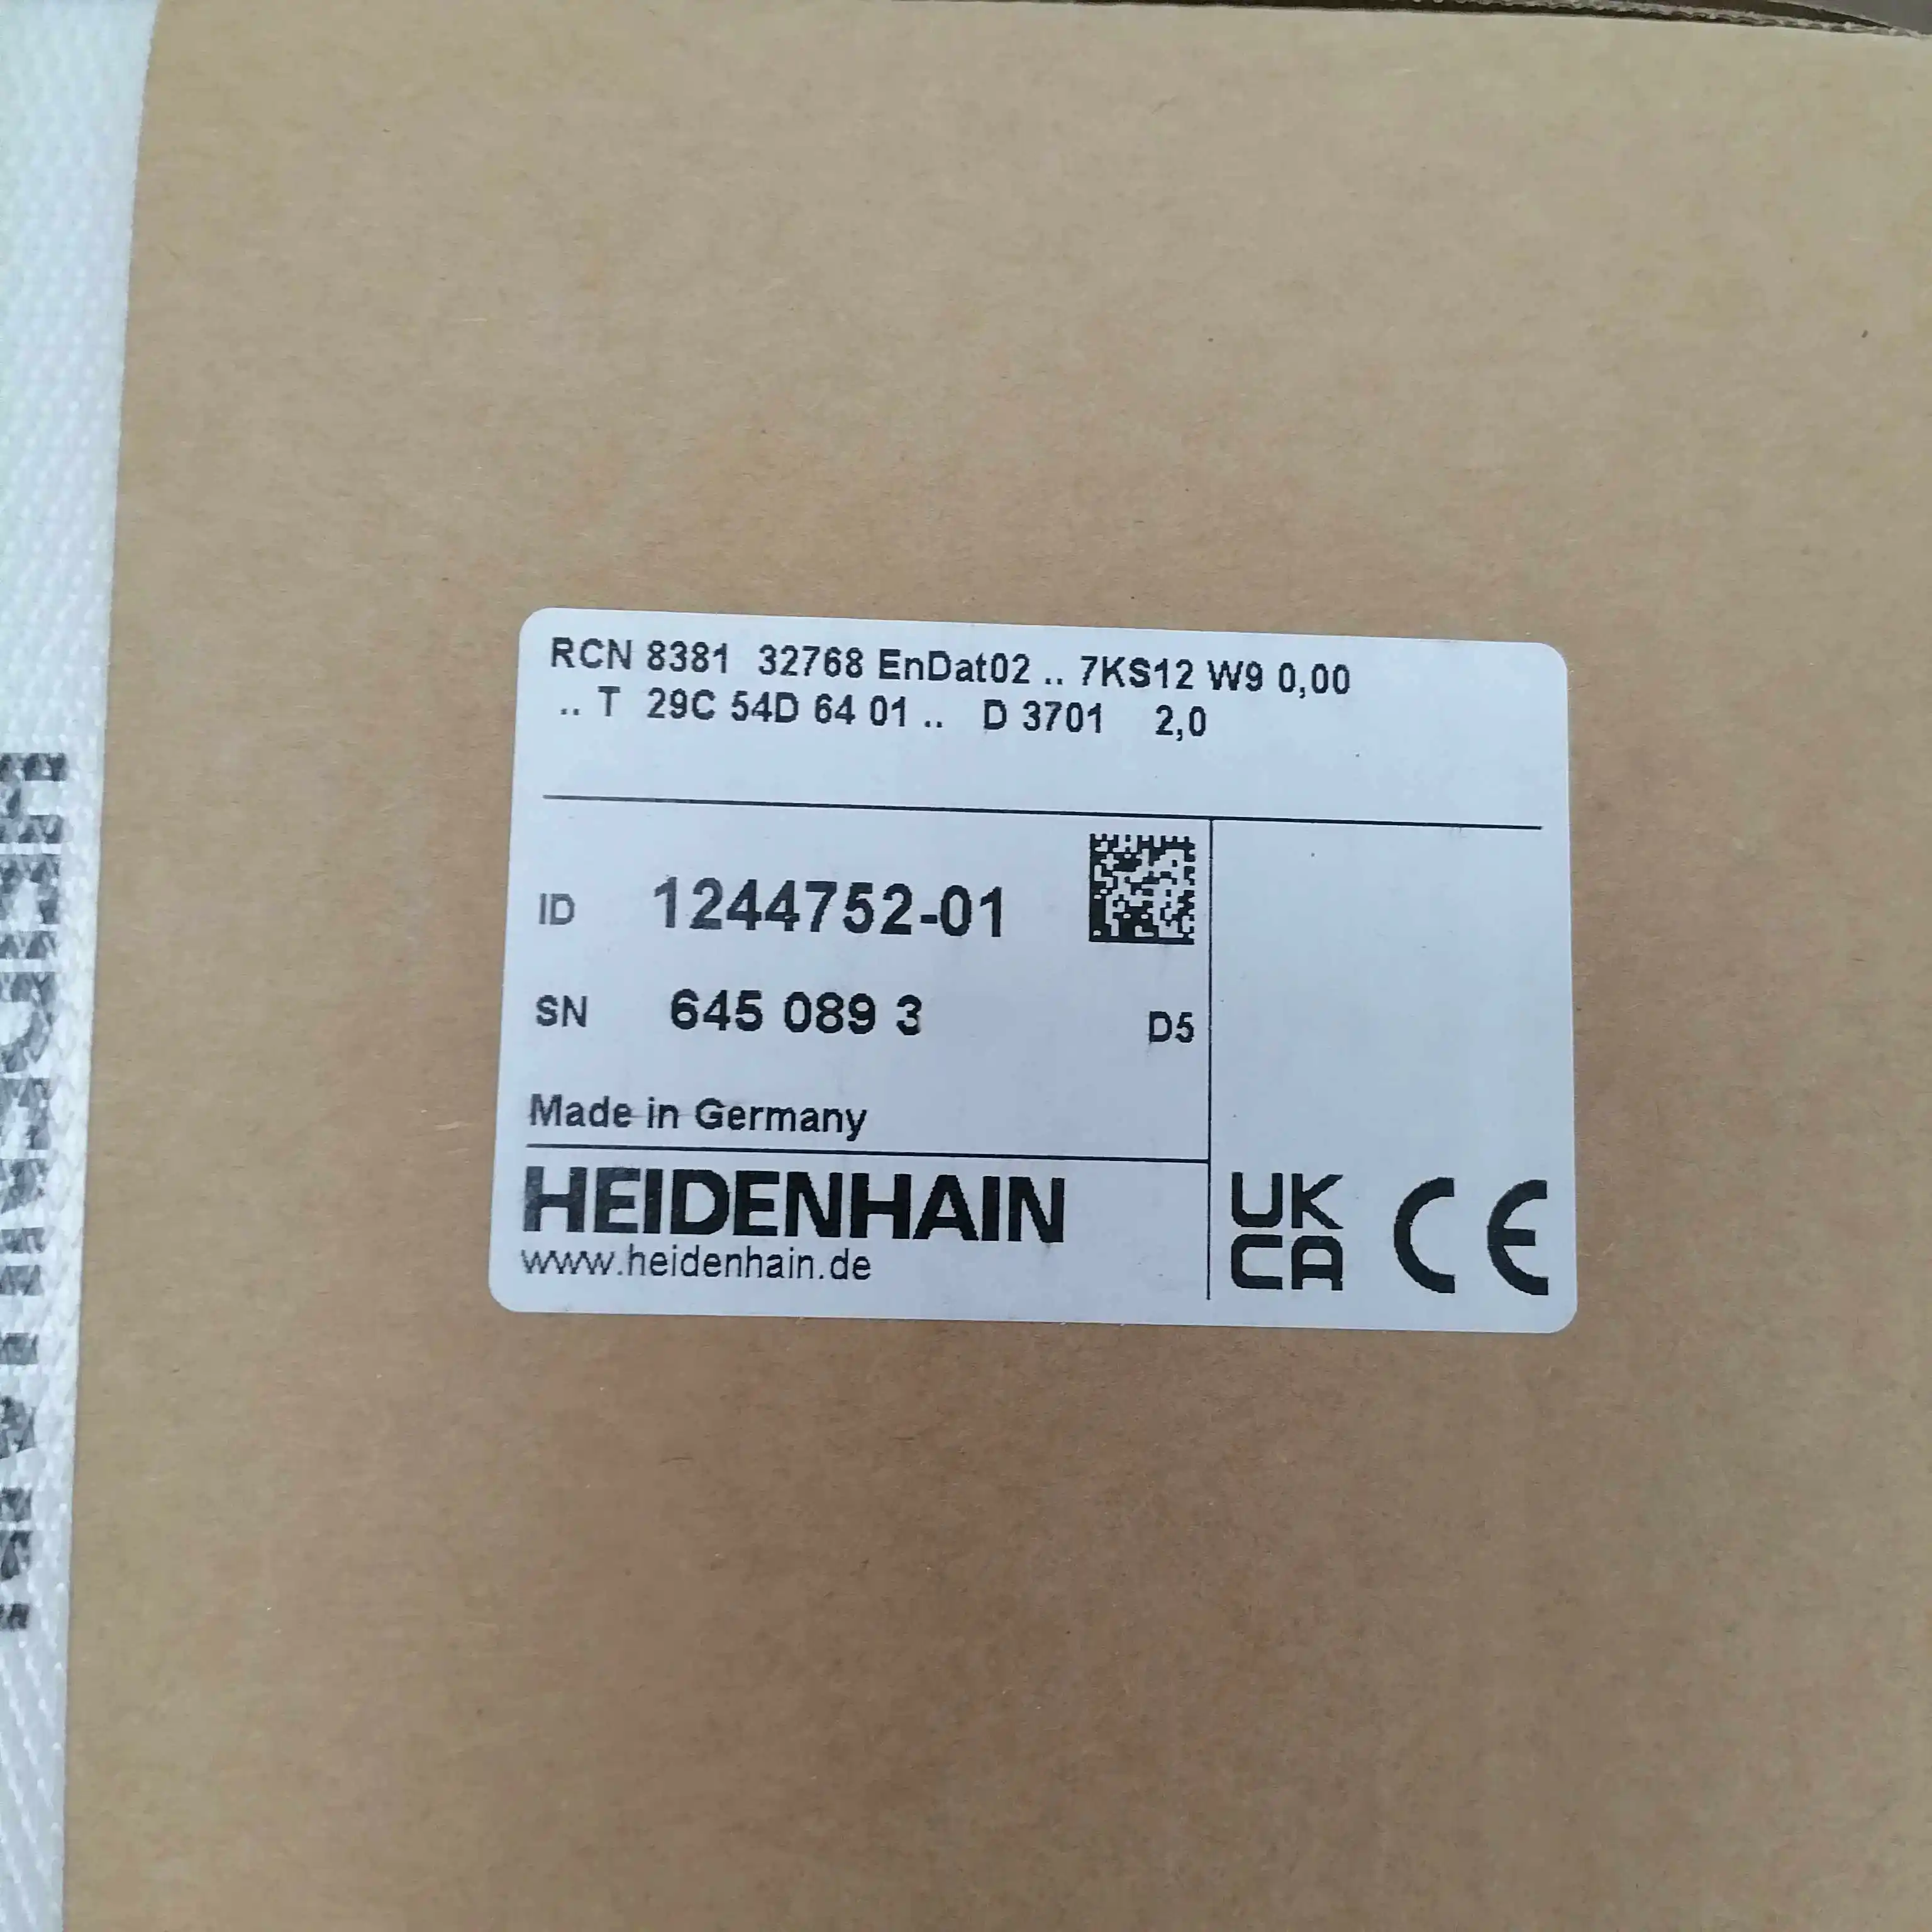 RCN 8381 32768 EnDat02 .. 7KS12 W9 0,00
.. T 29C 54D 64 01 .. D 3701 2,0
ID 1244752-01
SN 645 089 3 D5
Made in Germany
HEIDENHAIN
www.heidenhain.de
UK
CA
CE